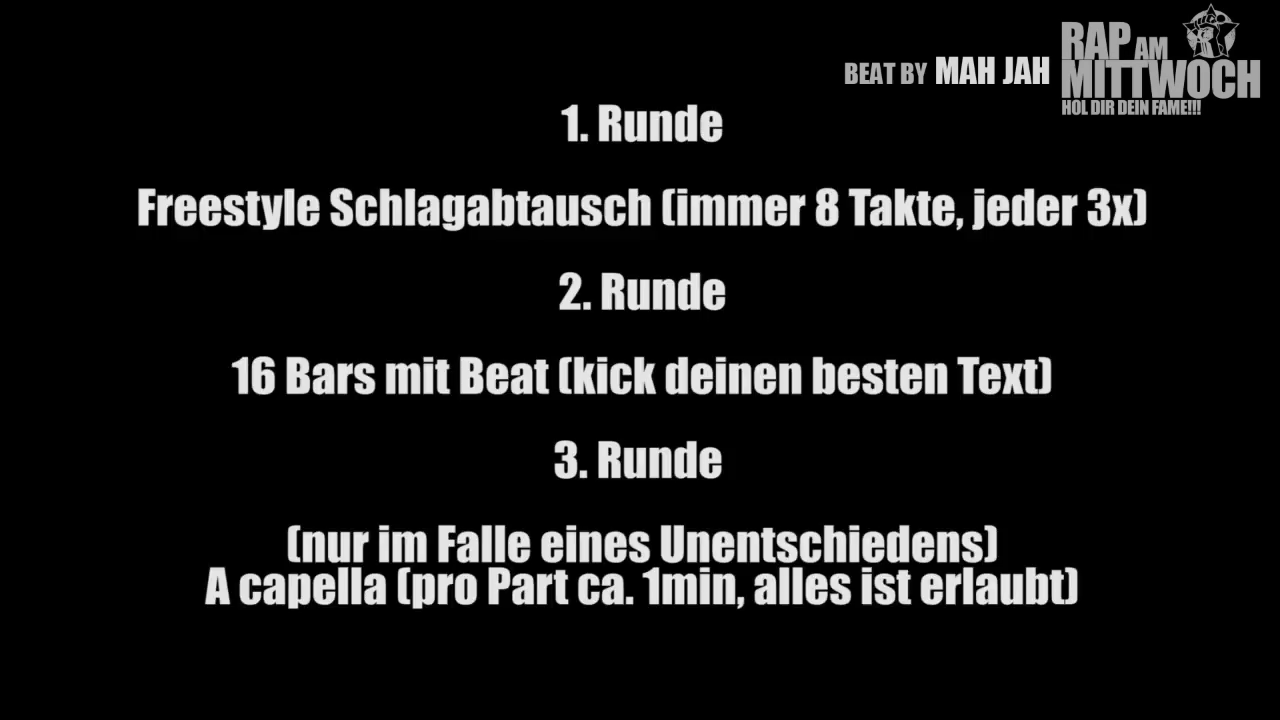 RAP AM
MITTWOCH
HOL DIR DEIN FAME!!!
BEAT BY MAH JAH
1. Runde
Freestyle Schlagabtausch (immer 8 Takte, jeder 3x)
2. Runde
16 Bars mit Beat (kick deinen besten Text)
3. Runde
(nur im Falle eines Unentschiedens)
A capella (pro Part ca. 1min, alles ist erlaubt)